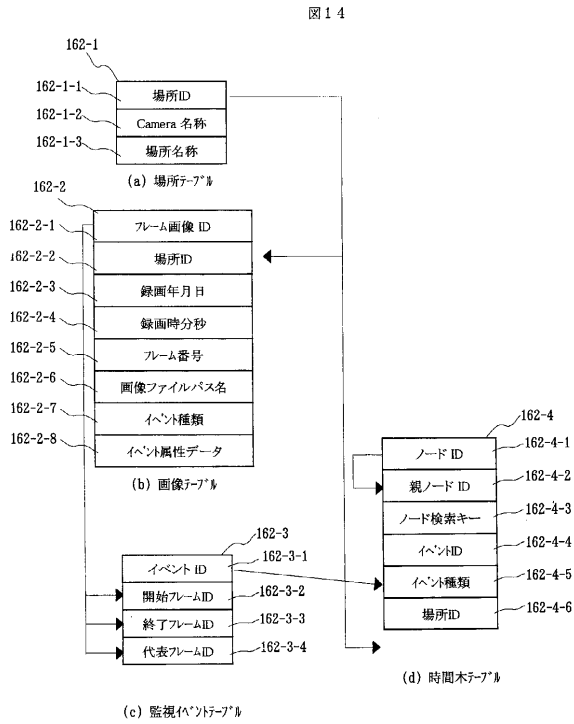 図14
162-1
162-1-1
場所ID
162-1-2
Camera 名称
162-1-3
場所名称
(a) 場所ﾃｰﾌﾞﾙ
162-2
162-2-1
ﾌﾚｰﾑ画像 ID
162-2-2
場所ID
162-2-3
録画年月日
162-2-4
録画時分秒
162-2-5
ﾌﾚｰﾑ番号
162-2-6
画像ファイルパス名
162-2-7
ｲﾍﾞﾝﾄ種類
162-2-8
ｲﾍﾞﾝﾄ属性データ
(b) 画像ﾃｰﾌﾞﾙ
162-3
162-3-1
イベント ID
162-3-2
開始フレームID
162-3-3
終了フレームID
162-3-4
代表フレームID
(c) 監視ｲﾍﾞﾝﾄﾃｰﾌﾞﾙ
162-4
162-4-1
ノード ID
162-4-2
親ノード ID
162-4-3
ノード検索キー
162-4-4
ｲﾍﾞﾝﾄID
162-4-5
イベント種類
162-4-6
場所ID
(d) 時間木ﾃｰﾌﾞﾙ